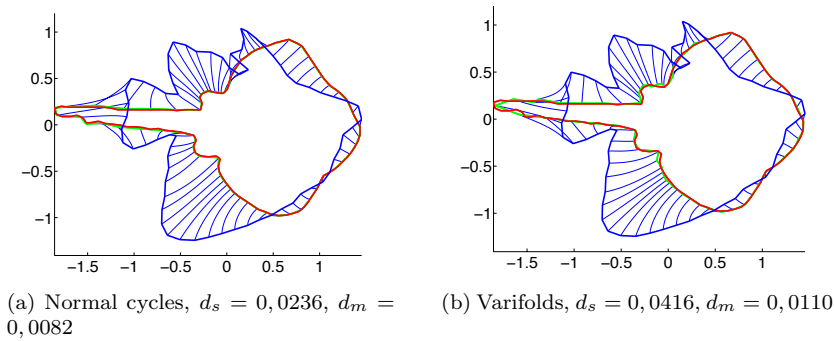 1
0.5
0
−0.5
−1
−1.5 −1 −0.5 0 0.5 1
1
0.5
0
−0.5
−1
−1.5 −1 −0.5 0 0.5 1
(a) Normal cycles, d_s = 0,0236, d_m =
0,0082
(b) Varifolds, d_s = 0,0416, d_m = 0,0110